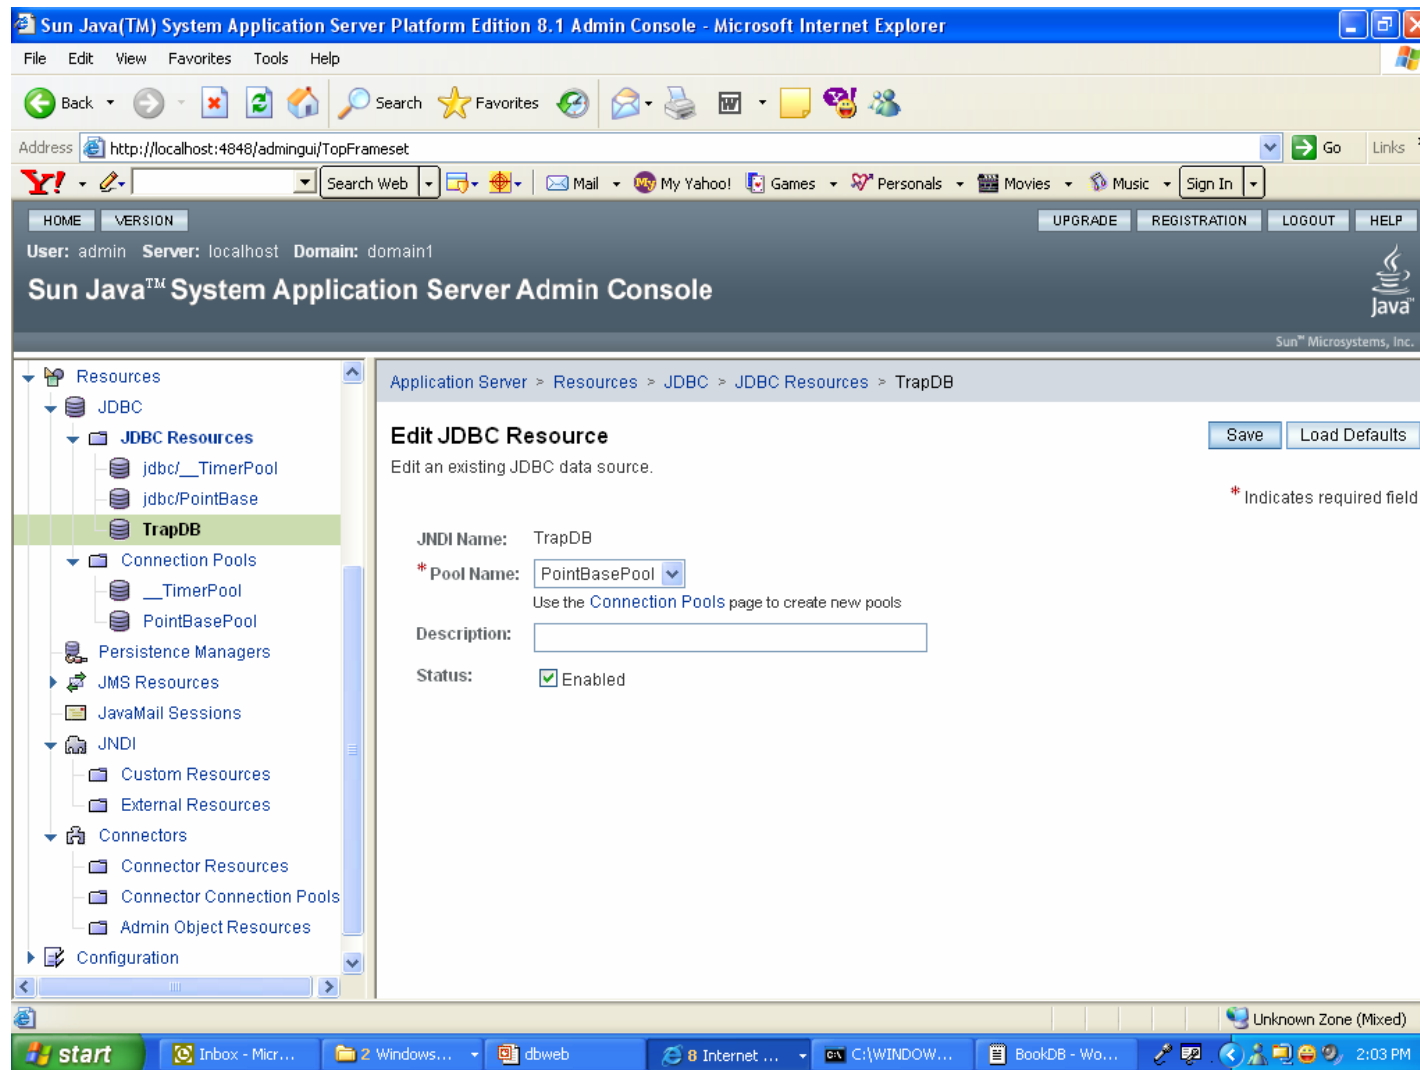 Sun Java(TM) System Application Server Platform Edition 8.1 Admin Console - Microsoft Internet Explorer
File Edit View Favorites Tools Help
Back Search Favorites
Address http://localhost:4848/admingui/TopFrameset Go Links
Y! Search Web Mail My Yahoo! Games Personals Movies Music Sign In
HOME VERSION UPGRADE REGISTRATION LOGOUT HELP
User: admin Server: localhost Domain: domain1
Sun Java™ System Application Server Admin Console
Java™
Sun™ Microsystems, Inc.
Resources
JDBC
JDBC Resources
jdbc/__TimerPool
jdbc/PointBase
TrapDB
Connection Pools
__TimerPool
PointBasePool
Persistence Managers
JMS Resources
JavaMail Sessions
JNDI
Custom Resources
External Resources
Connectors
Connector Resources
Connector Connection Pools
Admin Object Resources
Configuration
Application Server > Resources > JDBC > JDBC Resources > TrapDB
Edit JDBC Resource Save Load Defaults
Edit an existing JDBC data source.
* Indicates required field
JNDI Name: TrapDB
* Pool Name: PointBasePool
Use the Connection Pools page to create new pools
Description:
Status: Enabled
Unknown Zone (Mixed)
start Inbox - Micr... 2 Windows... dbweb 8 Internet ... C:\WINDOW... BookDB - Wo... 2:03 PM